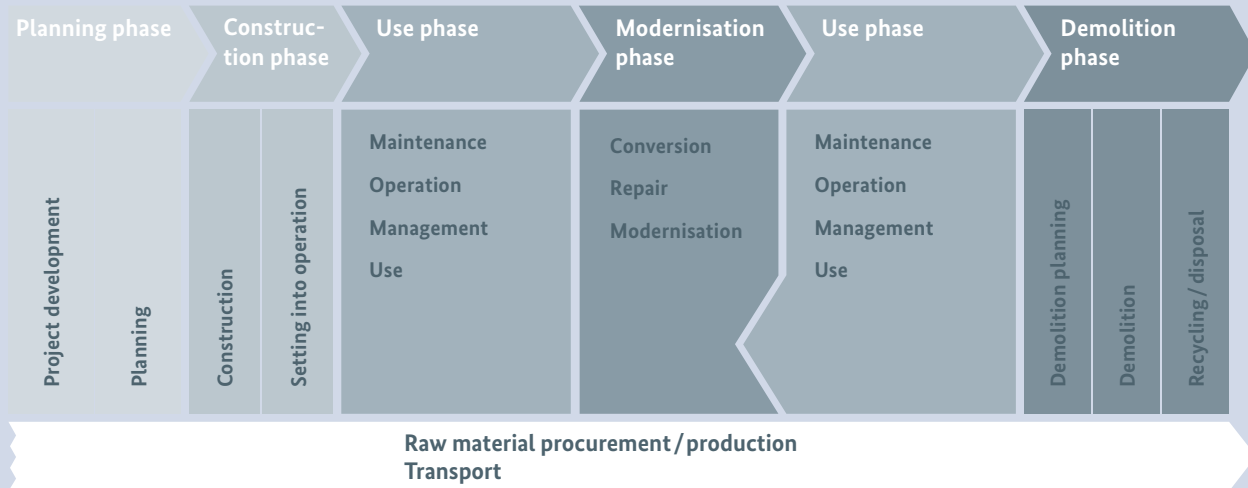 Planning phase
Construc-
tion phase
Use phase
Modernisation
phase
Use phase
Demolition
phase
Project development
Planning
Construction
Setting into operation
Maintenance
Operation
Management
Use
Conversion
Repair
Modernisation
Maintenance
Operation
Management
Use
Demolition planning
Demolition
Recycling / disposal
Raw material procurement / production
Transport